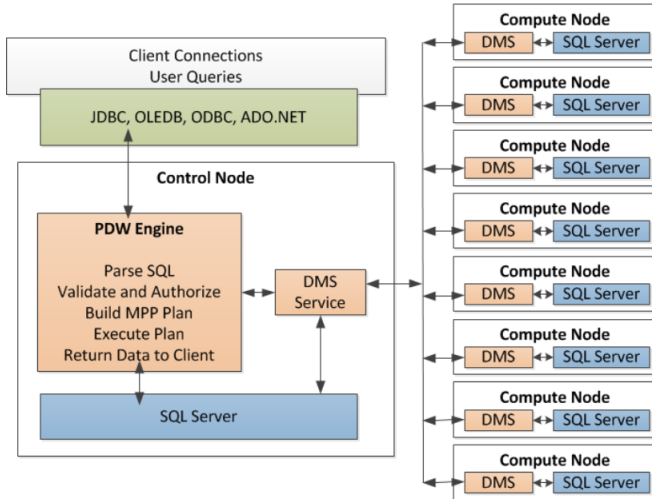 Client Connections
User Queries
JDBC, OLEDB, ODBC, ADO.NET
Control Node
PDW Engine
Parse SQL
Validate and Authorize
Build MPP Plan
Execute Plan
Return Data to Client
DMS
Service
SQL Server
Compute Node
DMS SQL Server
Compute Node
DMS SQL Server
Compute Node
DMS SQL Server
Compute Node
DMS SQL Server
Compute Node
DMS SQL Server
Compute Node
DMS SQL Server
Compute Node
DMS SQL Server
Compute Node
DMS SQL Server